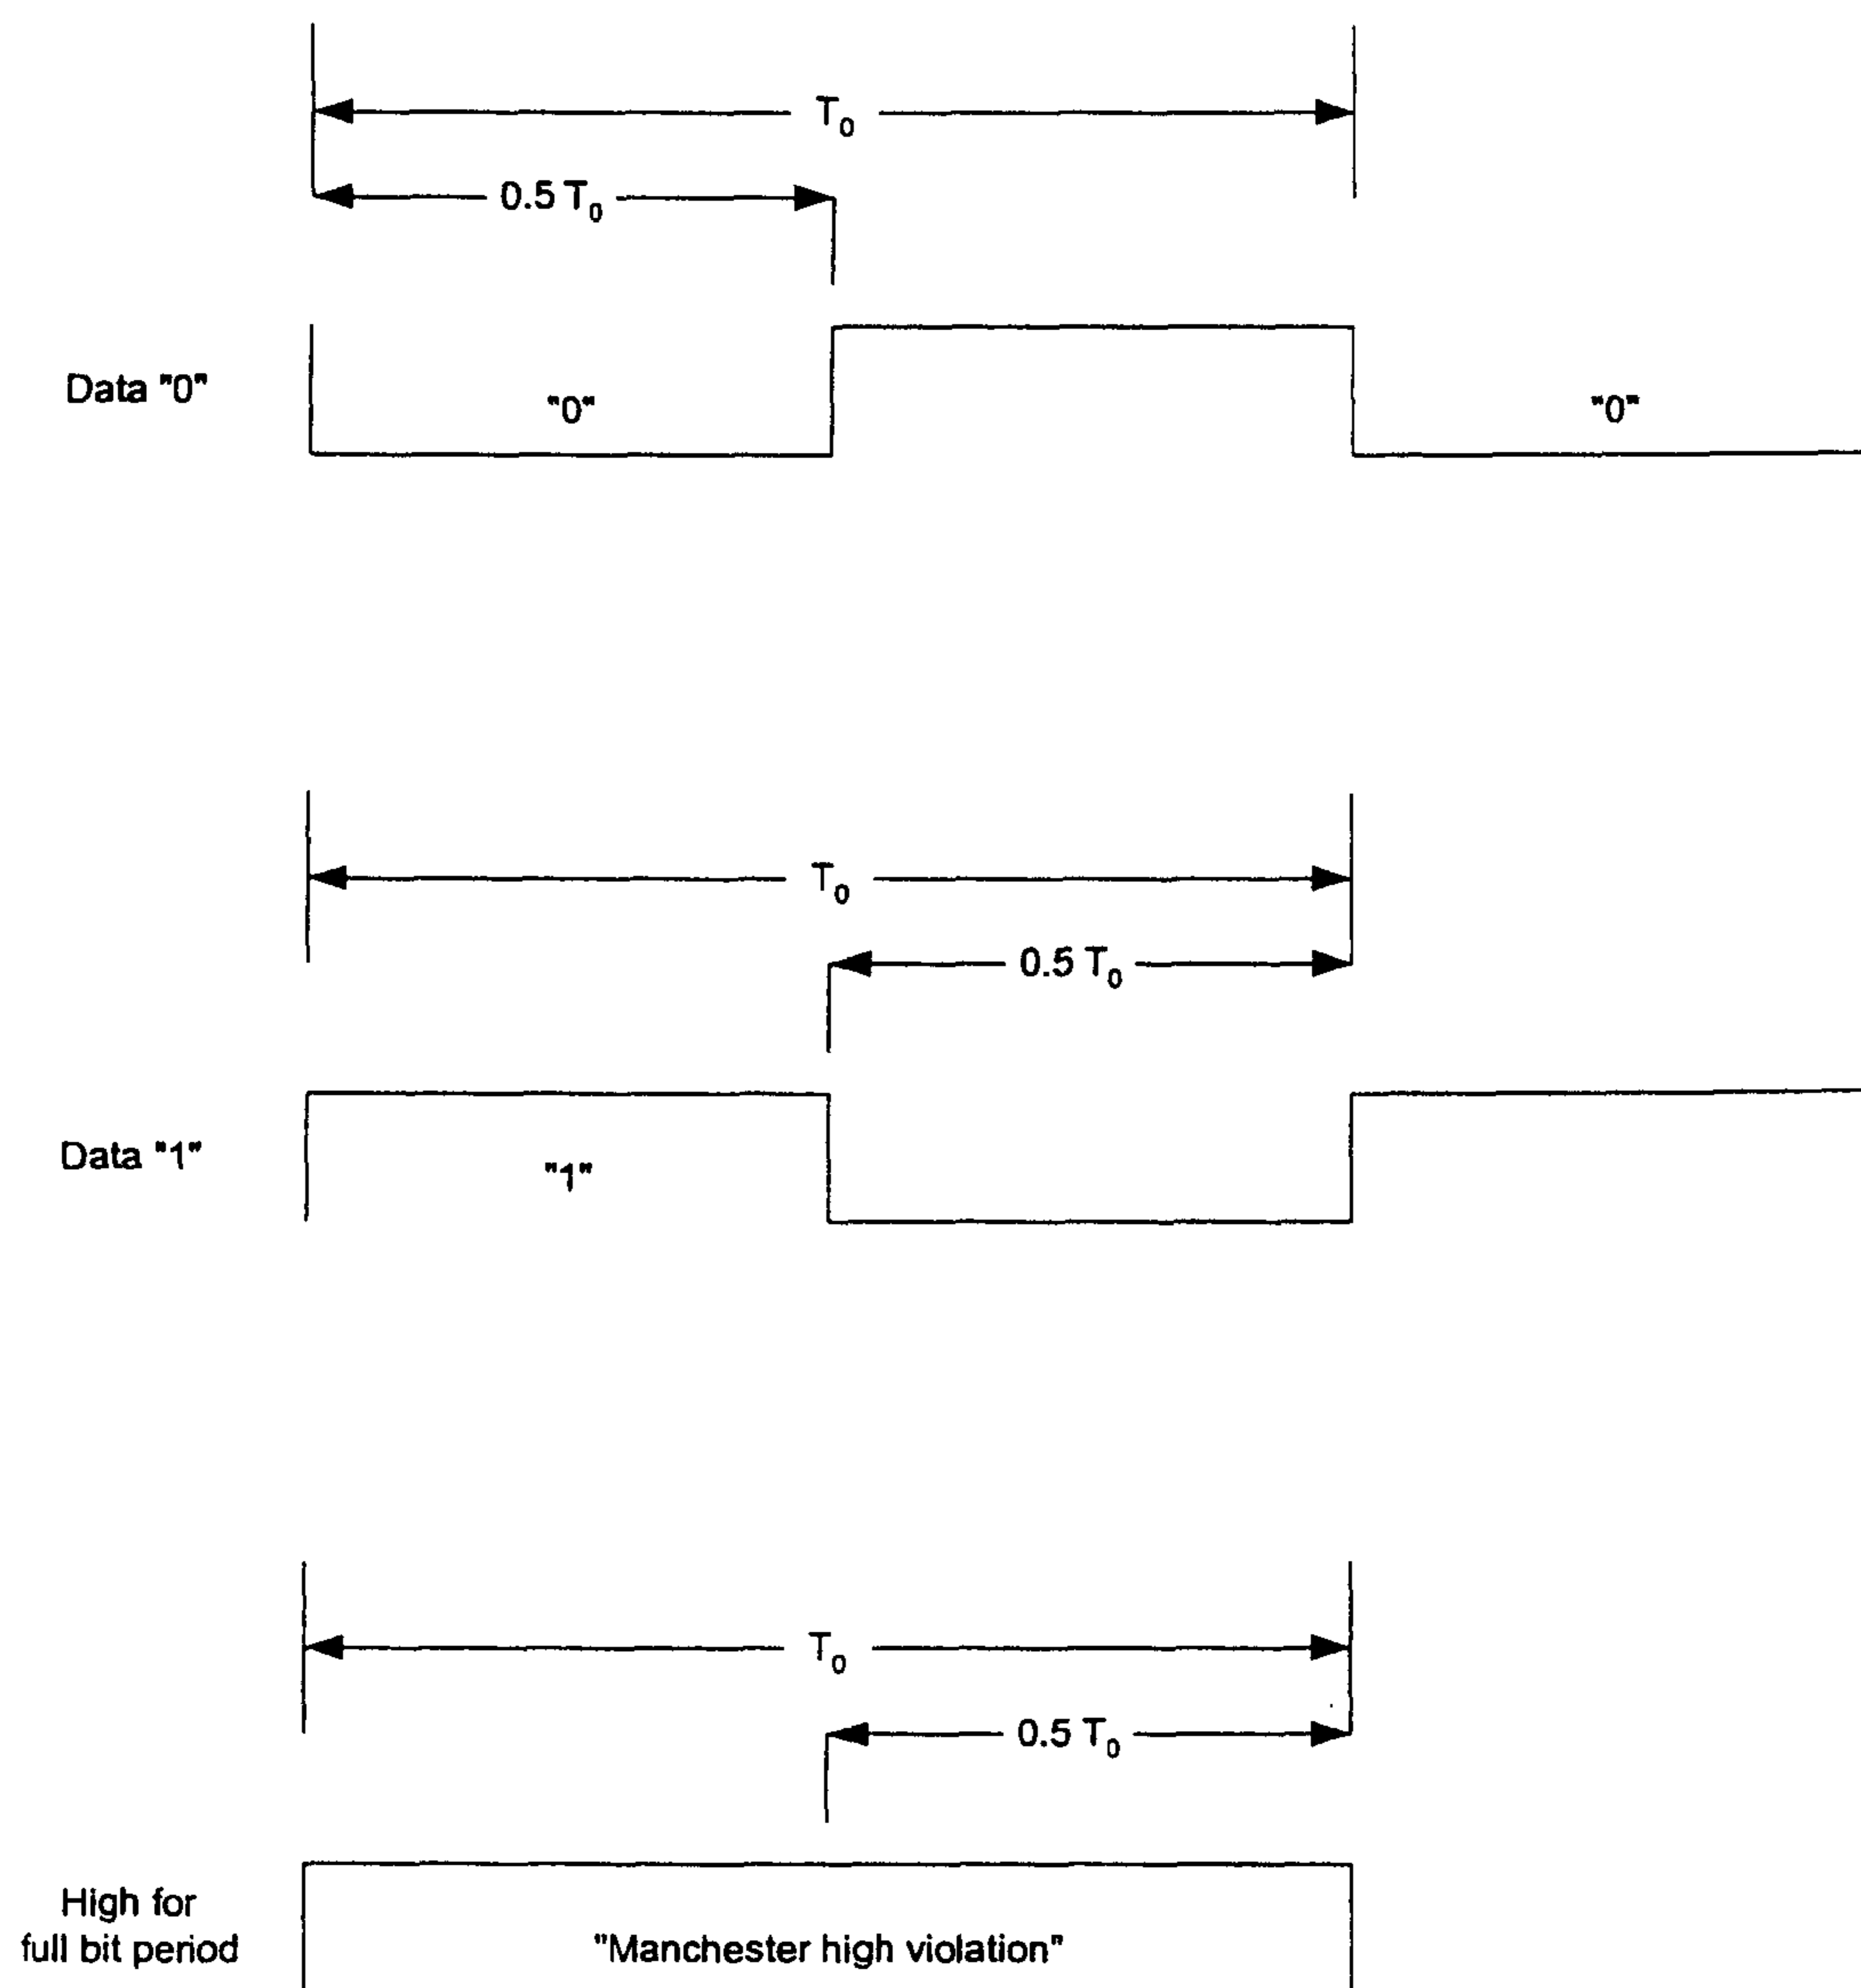 T0
0.5 T0
Data "0"
"0"
"0"
T0
0.5 T0
Data "1"
"1"
T0
0.5 T0
High for
full bit period
"Manchester high violation"